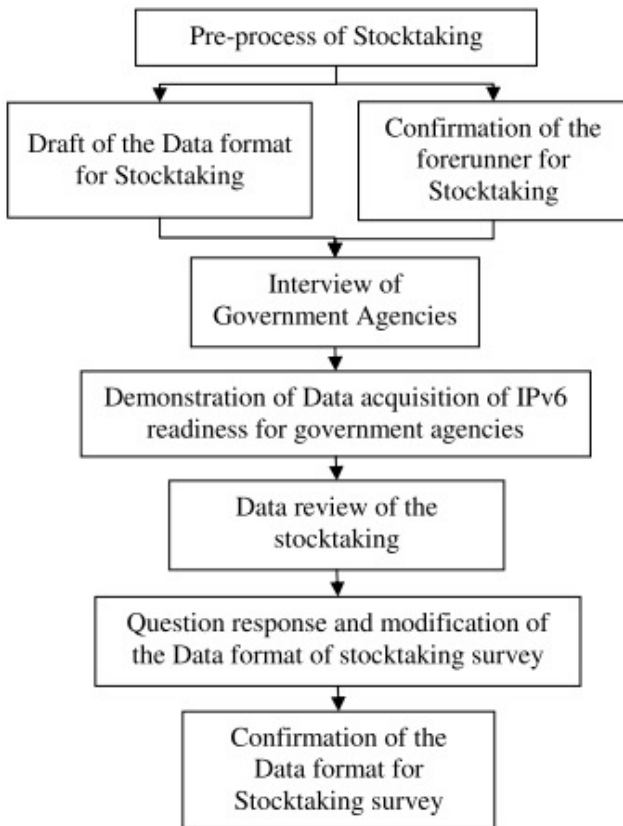 Pre-process of Stocktaking
Draft of the Data format
for Stocktaking
Confirmation of the
forerunner for
Stocktaking
Interview of
Government Agencies
Demonstration of Data acquisition of IPv6
readiness for government agencies
Data review of the
stocktaking
Question response and modification of
the Data format of stocktaking survey
Confirmation of the
Data format for
Stocktaking survey